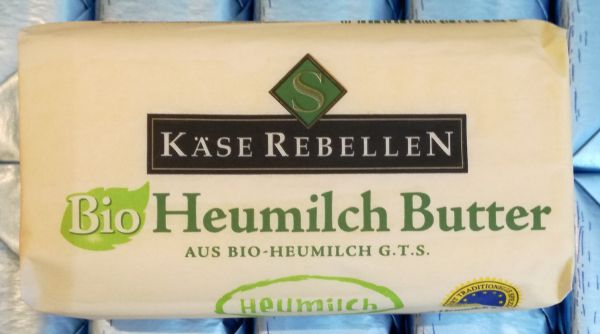 S
KÄSE REBELLEN
Bio Heumilch Butter
AUS BIO-HEUMILCH G.T.S.
Heumilch